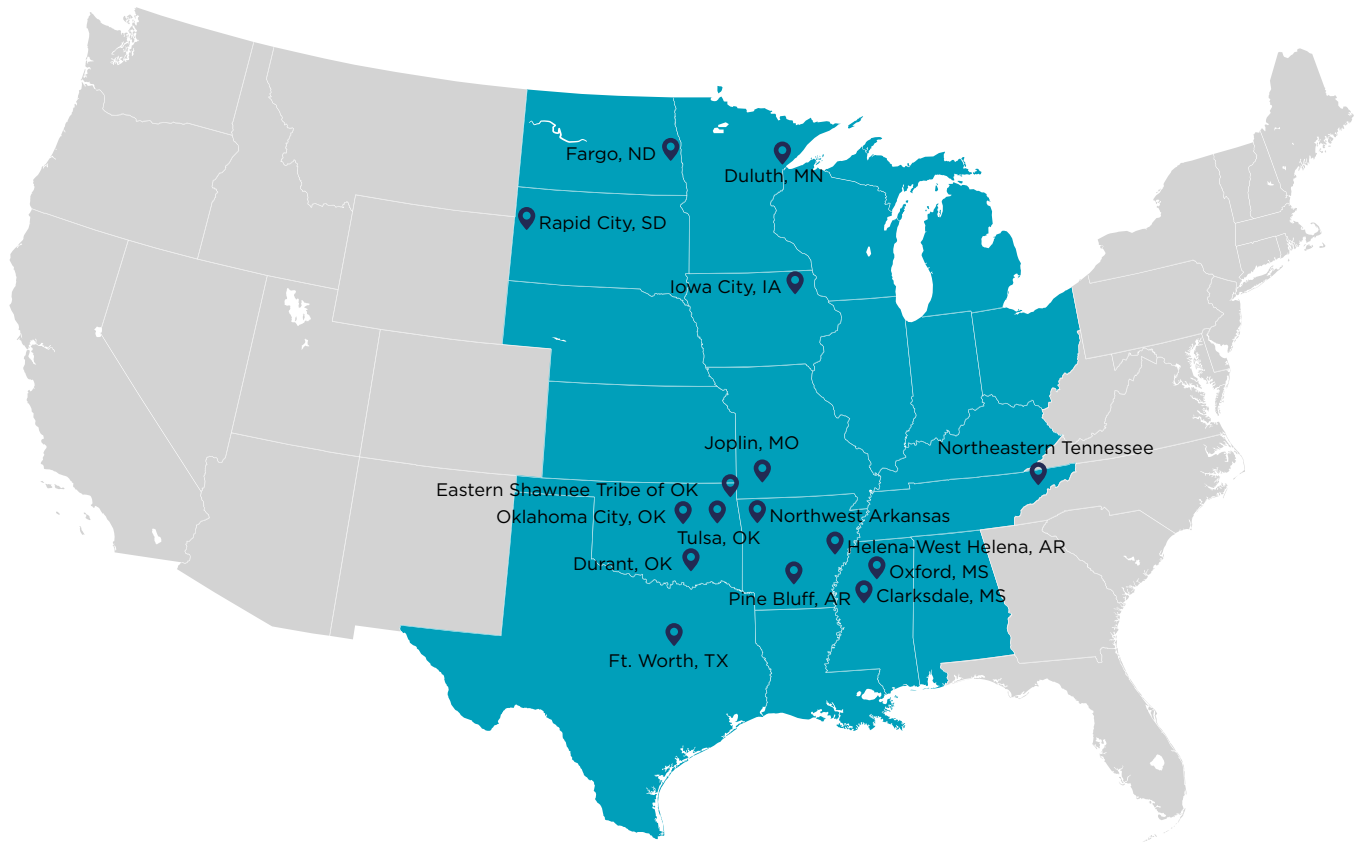 Fargo, ND
Duluth, MN
Rapid City, SD
Iowa City, IA
Joplin, MO
Northeastern Tennessee
Eastern Shawnee Tribe of OK
Oklahoma City, OK
Northwest Arkansas
Tulsa, OK
Helena-West Helena, AR
Durant, OK
Oxford, MS
Pine Bluff, AR
Clarksdale, MS
Ft. Worth, TX